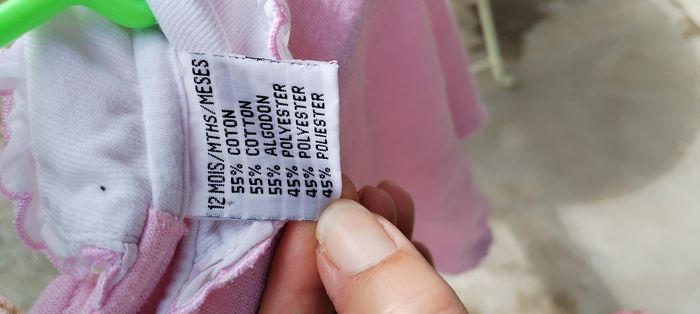 12 MOIS/MTHS/MESES
55% COTON
55% COTTON
55% ALGODON
45% POLYESTER
45% POLYESTER
45% POLIESTER